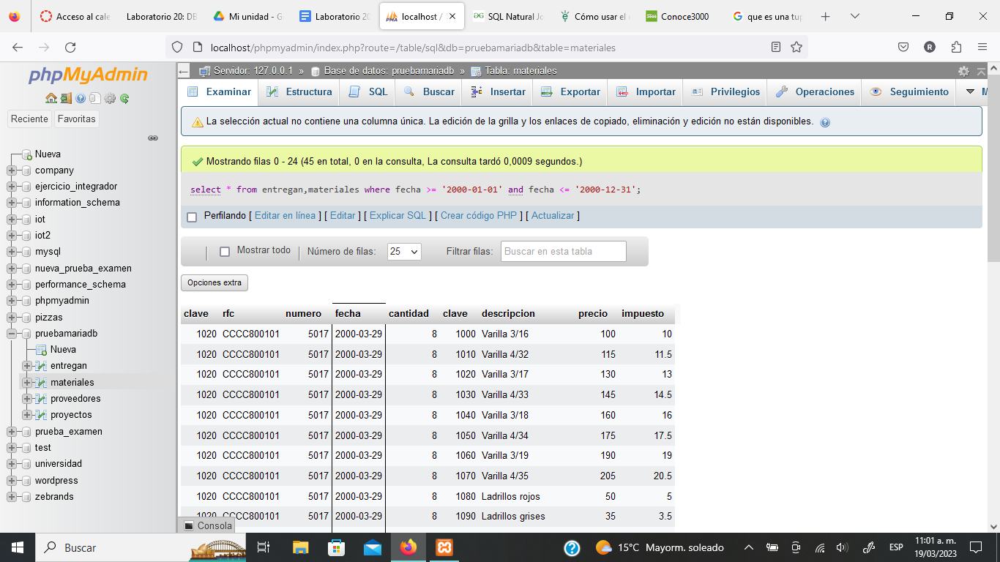 Acceso al cale
Laboratorio 20: DB
Mi unidad - G
Laboratorio 20
localhost /
SQL Natural Jo
Cómo usar el
Conoce3000
que es una tup
localhost/phpmyadmin/index.php?route=/table/sql&db=pruebamariadb&table=materiales
phpMyAdmin
Reciente Favoritas
Nueva
company
ejercicio_integrador
information_schema
iot
iot2
mysql
nueva_prueba_examen
performance_schema
phpmyadmin
pizzas
pruebamariadb
Nueva
entregan
materiales
proveedores
proyectos
prueba_examen
test
universidad
wordpress
zebrands
Servidor: 127.0.0.1 » Base de datos: pruebamariadb » Tabla: materiales
Examinar Estructura SQL Buscar Insertar Exportar Importar Privilegios Operaciones Seguimiento M
La selección actual no contiene una columna única. La edición de la grilla y los enlaces de copiado, eliminación y edición no están disponibles.
Mostrando filas 0 - 24 (45 en total, 0 en la consulta, La consulta tardó 0,0009 segundos.)
select * from entregan,materiales where fecha >= '2000-01-01' and fecha <= '2000-12-31';
Perfilando [ Editar en línea ] [ Editar ] [ Explicar SQL ] [ Crear código PHP ] [ Actualizar ]
Mostrar todo Número de filas: 25 Filtrar filas: Buscar en esta tabla
Opciones extra
clave rfc numero fecha cantidad clave descripcion precio impuesto
1020 CCCC800101 5017 2000-03-29 8 1000 Varilla 3/16 100 10
1020 CCCC800101 5017 2000-03-29 8 1010 Varilla 4/32 115 11.5
1020 CCCC800101 5017 2000-03-29 8 1020 Varilla 3/17 130 13
1020 CCCC800101 5017 2000-03-29 8 1030 Varilla 4/33 145 14.5
1020 CCCC800101 5017 2000-03-29 8 1040 Varilla 3/18 160 16
1020 CCCC800101 5017 2000-03-29 8 1050 Varilla 4/34 175 17.5
1020 CCCC800101 5017 2000-03-29 8 1060 Varilla 3/19 190 19
1020 CCCC800101 5017 2000-03-29 8 1070 Varilla 4/35 205 20.5
1020 CCCC800101 5017 2000-03-29 8 1080 Ladrillos rojos 50 5
1020 CCCC800101 5017 2000-03-29 8 1090 Ladrillos grises 35 3.5
Consola
Buscar
15°C Mayorm. soleado
ESP
11:01 a. m.
19/03/2023